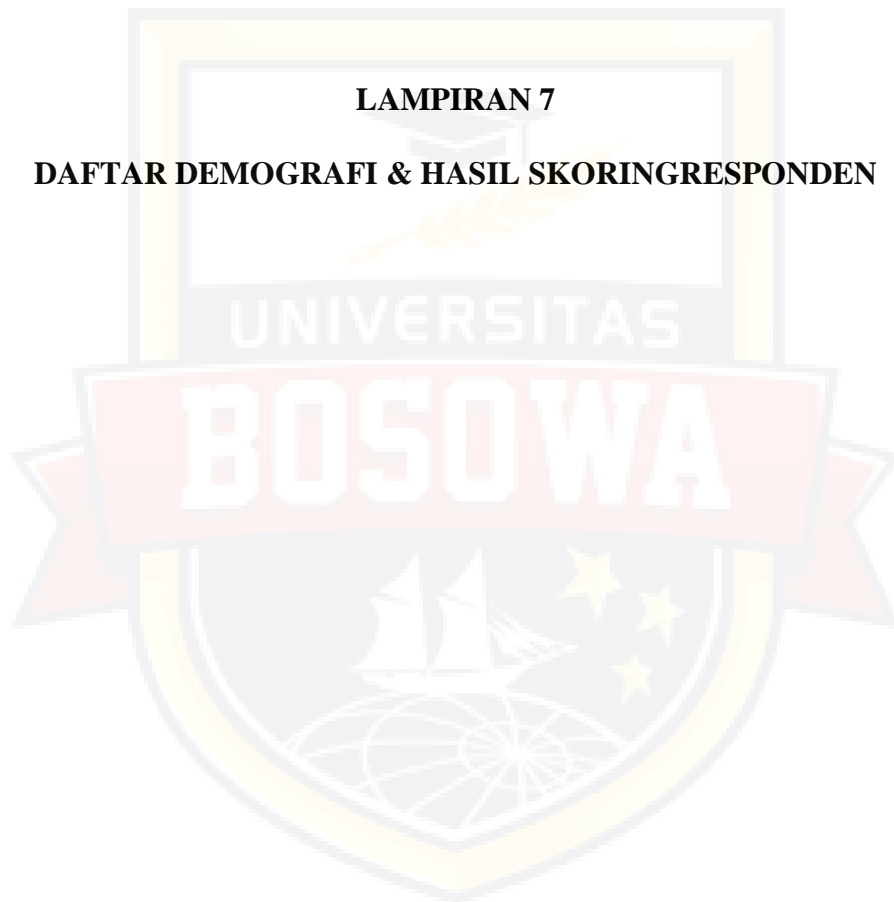 LAMPIRAN 7
DAFTAR DEMOGRAFI & HASIL SKORINGRESPONDEN
UNIVERSITAS
BOSOWA